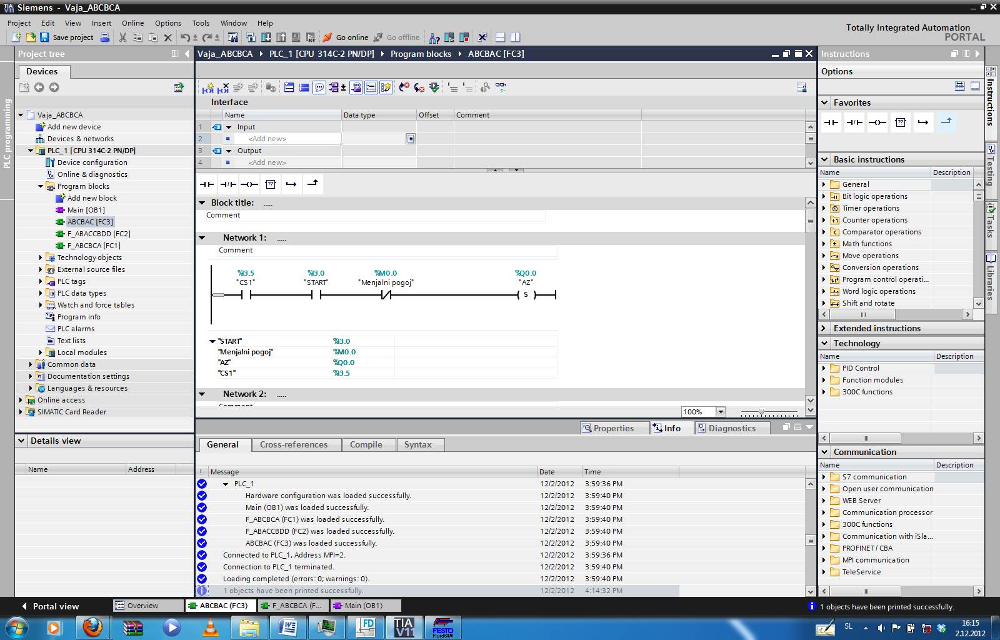 Siemens - Vaja_ABCBCA
Project Edit View Insert Online Options Tools Window Help
Save project Go online Go offline
Totally Integrated Automation
PORTAL
PLC programming
Project tree
Devices
Vaja_ABCBCA
Add new device
Devices & networks
PLC_1 [CPU 314C-2 PN/DP]
Device configuration
Online & diagnostics
Program blocks
Add new block
Main [OB1]
ABCBAC [FC3]
F_ABACCBDD [FC2]
F_ABCBCA [FC1]
Technology objects
External source files
PLC tags
PLC data types
Watch and force tables
Program info
PLC alarms
Text lists
Local modules
Common data
Documentation settings
Languages & resources
Online access
SIMATIC Card Reader
Details view
Name Address
Vaja_ABCBCA PLC_1 [CPU 314C-2 PN/DP] Program blocks ABCBAC [FC3]
Interface
Name Data type Offset Comment
1 Input
2 <Add new>
3 Output
4 <Add new>
Block title: .....
Comment
Network 1: .....
Comment
%I3.5 %I3.0 %M0.0 %Q0.0
"CS1" "START" "Menjalni pogoj" "AZ"
S
"START" %I3.0
"Menjalni pogoj" %M0.0
"AZ" %Q0.0
"CS1" %I3.5
Network 2: .....
Comment
100%
Properties Info Diagnostics
General Cross-references Compile Syntax
! Message Date Time
PLC_1 12/2/2012 3:59:36 PM
Hardware configuration was loaded successfully. 12/2/2012 3:59:40 PM
Main (OB1) was loaded successfully. 12/2/2012 3:59:40 PM
F_ABCBCA (FC1) was loaded successfully. 12/2/2012 3:59:40 PM
F_ABACCBDD (FC2) was loaded successfully. 12/2/2012 3:59:40 PM
ABCBAC (FC3) was loaded successfully. 12/2/2012 3:59:40 PM
Connected to PLC_1, Address MPI=2. 12/2/2012 3:59:36 PM
Connection to PLC_1 terminated. 12/2/2012 3:59:40 PM
Loading completed (errors: 0; warnings: 0). 12/2/2012 3:59:40 PM
1 objects have been printed successfully. 12/2/2012 4:14:32 PM
Instructions
Options
Favorites
Basic instructions
Name Description
General
Bit logic operations
Timer operations
Counter operations
Comparator operations
Math functions
Move operations
Conversion operations
Program control operati...
Word logic operations
Shift and rotate
Extended instructions
Technology
Name Description
PID Control
Function modules
300C functions
Communication
Name Description
S7 communication
Open user communication
WEB Server
Communication processor
300C functions
Communication with iSla...
PROFINET / CBA
MPI communication
TeleService
Instructions
Testing
Tasks
Libraries
Portal view Overview ABCBAC (FC3) F_ABCBCA (F... Main (OB1) 1 objects have been printed successfully.
FD TIA V11 FESTO FluidSIM SL
16:15
2.12.2012